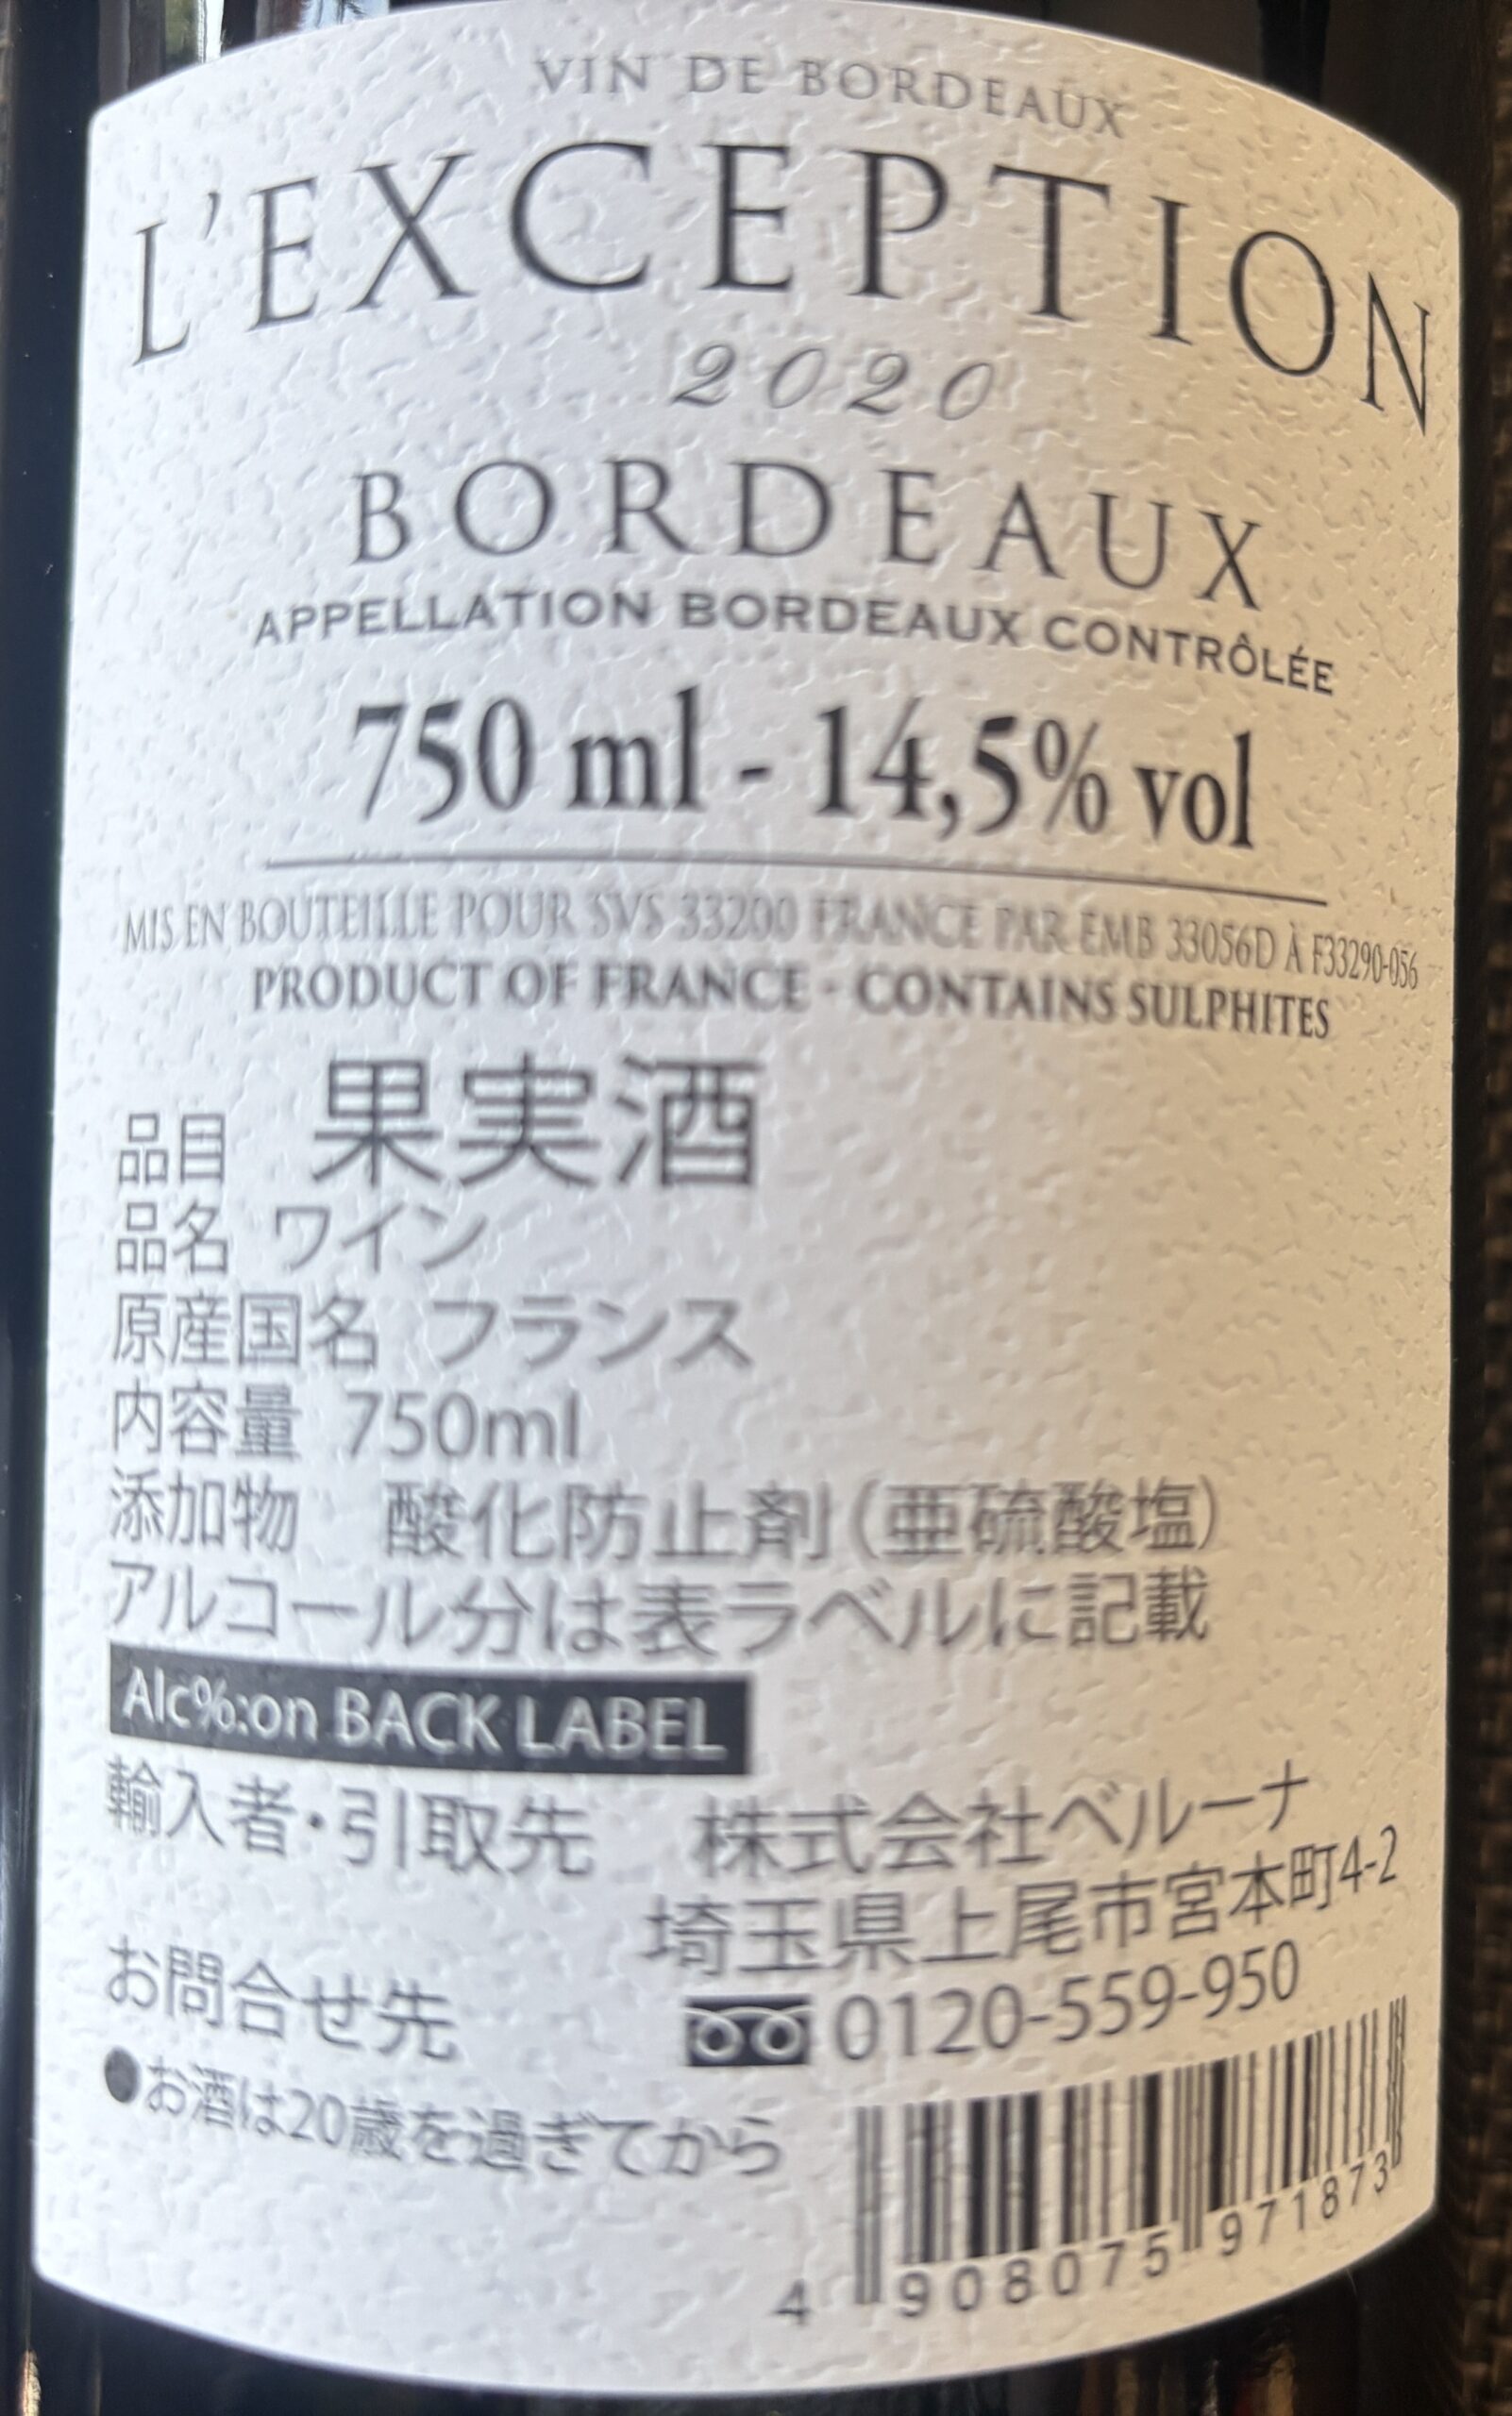 VIN DE BORDEAUX
L'EXCEPTION
2020
BORDEAUX
APPELLATION BORDEAUX CONTRÔLÉE
750 ml - 14,5% vol
MIS EN BOUTEILLE POUR SVS 33200 FRANCE PAR EMB 33056D À F33290-056
PRODUCT OF FRANCE - CONTAINS SULPHITES
品目 果実酒
品名 ワイン
原産国名 フランス
内容量 750ml
添加物 酸化防止剤(亜硫酸塩)
アルコール分は表ラベルに記載
Alc%:on BACK LABEL
輸入者・引取先 株式会社ベルーナ
埼玉県上尾市宮本町4-2
お問合せ先 0120-559-950
●お酒は20歳を過ぎてから
4 908075 971873